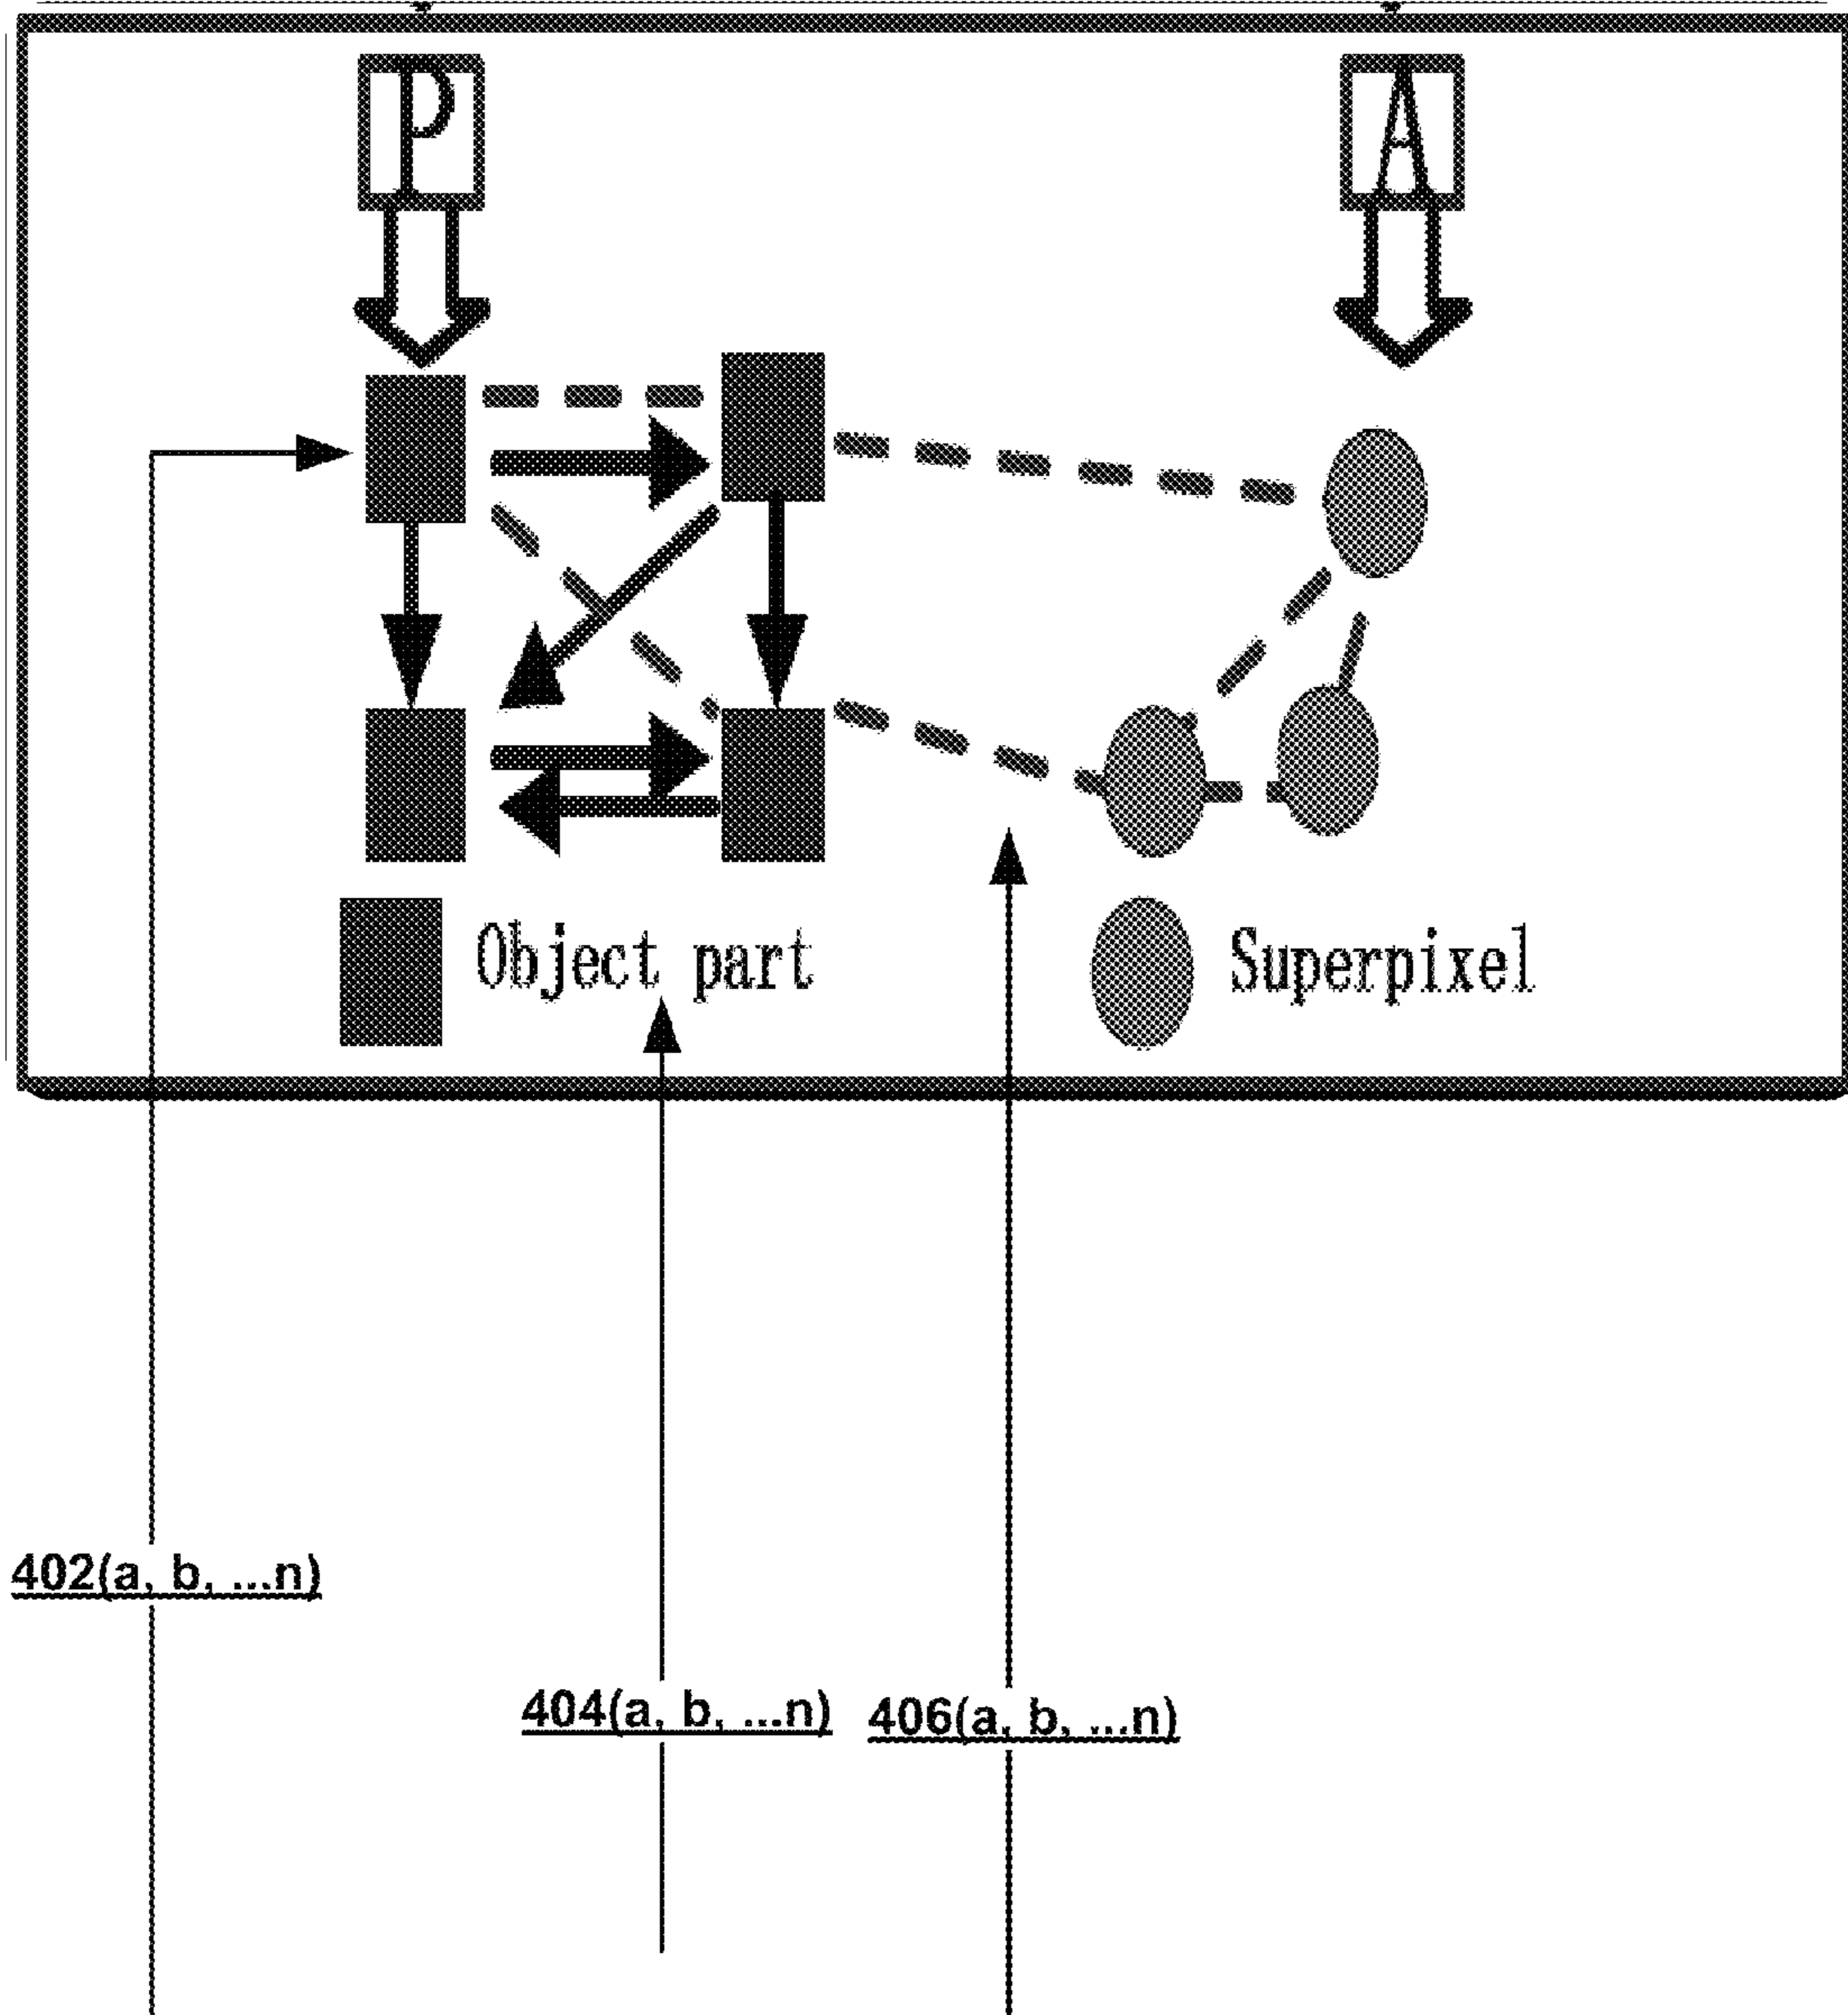 P A
Object part Superpixel
402(a, b, ...n)
404(a, b, ...n) 406(a, b, ...n)